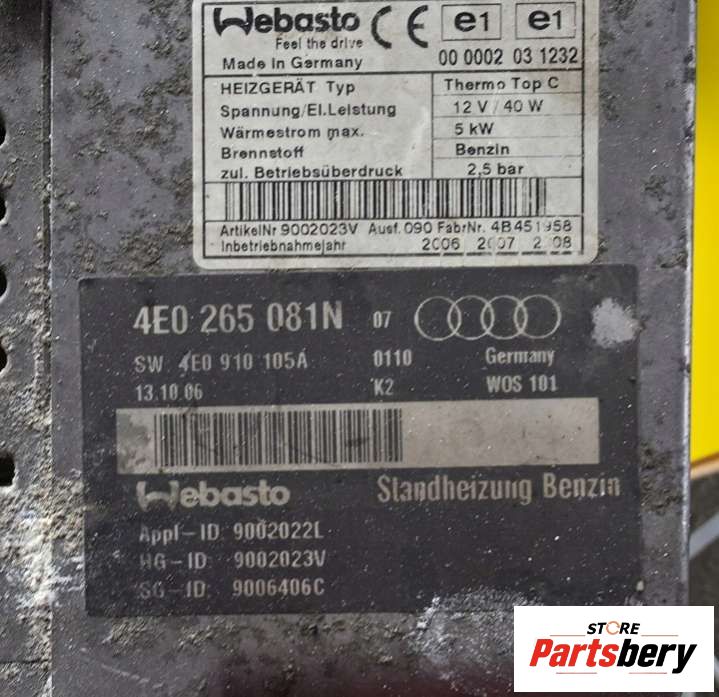 Webasto CE e1 e1
Feel the drive
Made in Germany 00 0002 03 1232
HEIZGERÄT Typ Thermo Top C
Spannung/El.Leistung 12 V / 40 W
Wärmestrom max. 5 kW
Brennstoff Benzin
zul. Betriebsüberdruck 2,5 bar
ArtikelNr 9002023V Ausf. 090 FabrNr. 4B451958
Inbetriebnahmejahr 2006 2007 2008
4E0 265 081N 07
SW 4E0 910 105A 0110 Germany
13.10.06 K2 WOS 101
Webasto Standheizung Benzin
Appl-ID 9002022L
HG-ID: 9002023V
SG-ID: 9006406C
STORE
Partsbery